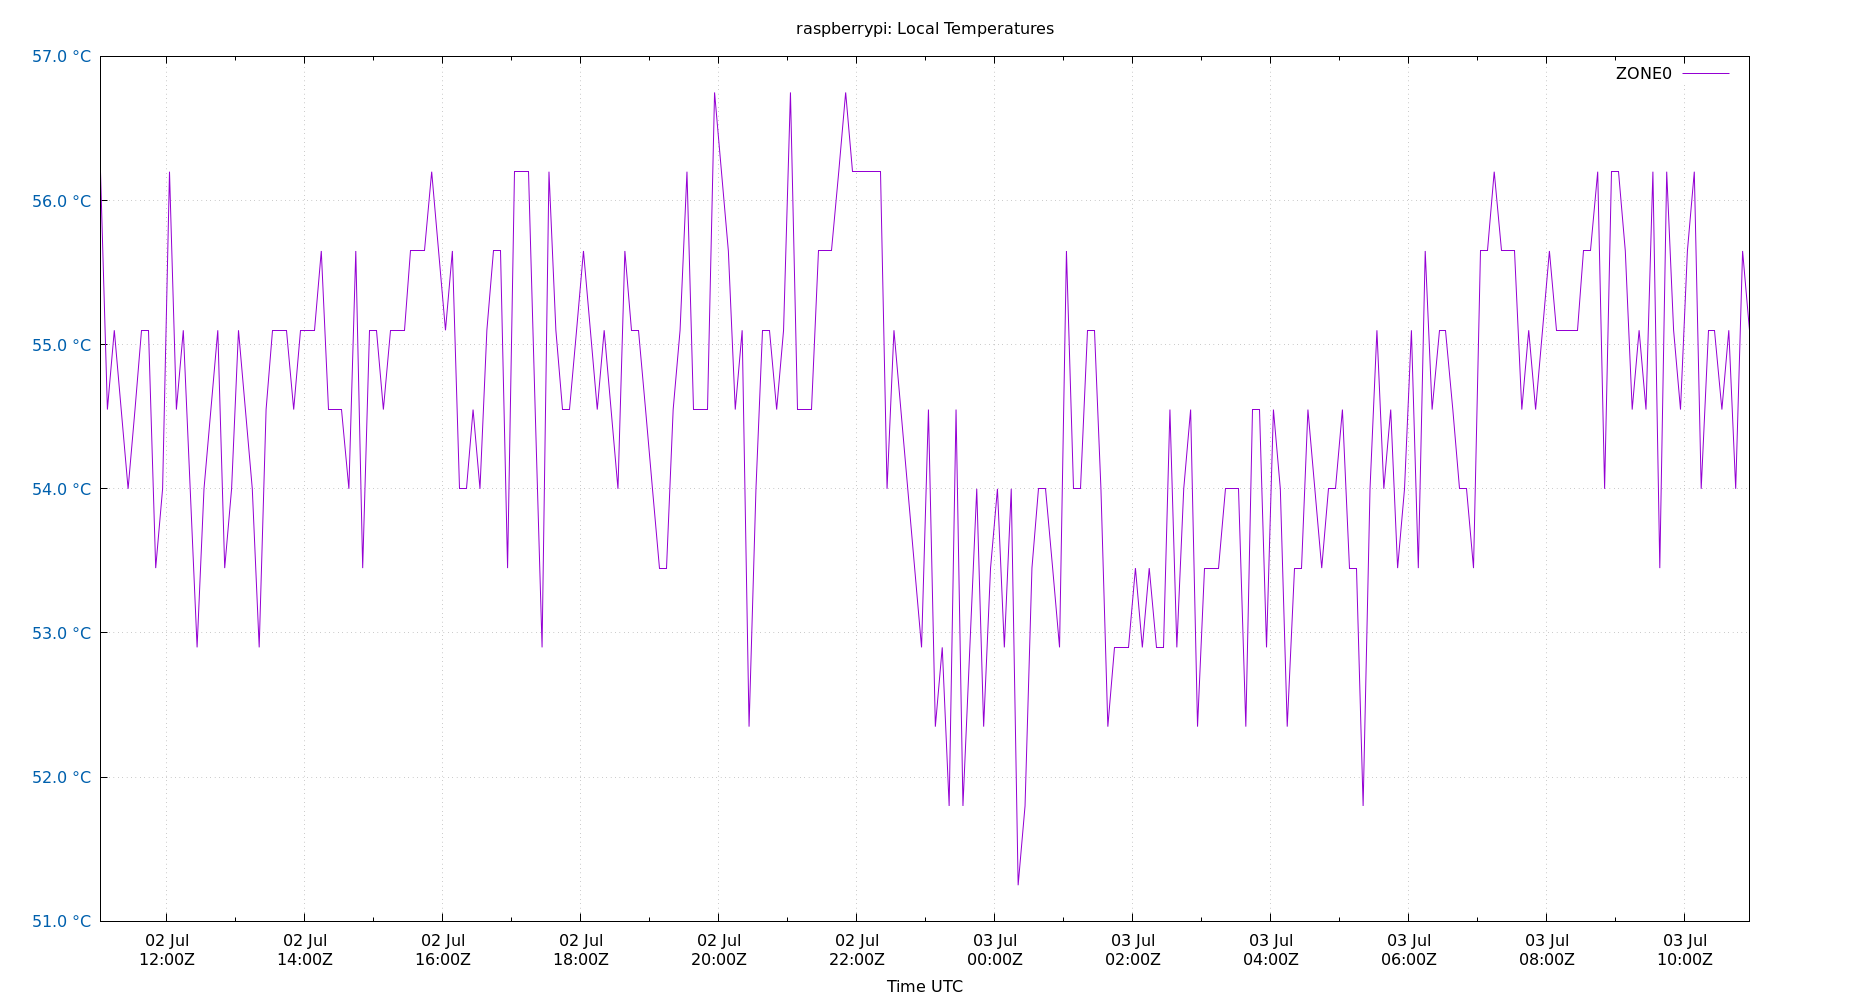 raspberrypi: Local Temperatures
57.0 °C
ZONE0
56.0 °C
55.0 °C
54.0 °C
53.0 °C
52.0 °C
51.0 °C
02 Jul 02 Jul 02 Jul 02 Jul 02 Jul 02 Jul 03 Jul 03 Jul 03 Jul 03 Jul 03 Jul 03 Jul
12:00Z 14:00Z 16:00Z 18:00Z 20:00Z 22:00Z 00:00Z 02:00Z 04:00Z 06:00Z 08:00Z 10:00Z
Time UTC